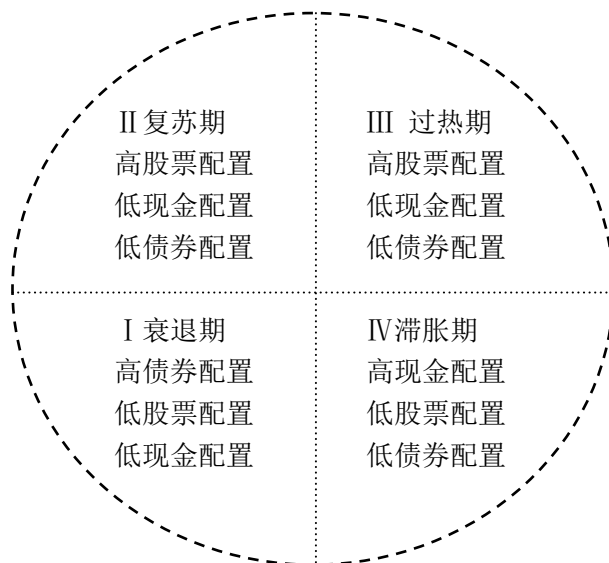 Ⅱ复苏期
高股票配置
低现金配置
低债券配置
Ⅲ 过热期
高股票配置
低现金配置
低债券配置
Ⅰ衰退期
高债券配置
低股票配置
低现金配置
Ⅳ滞胀期
高现金配置
低股票配置
低债券配置